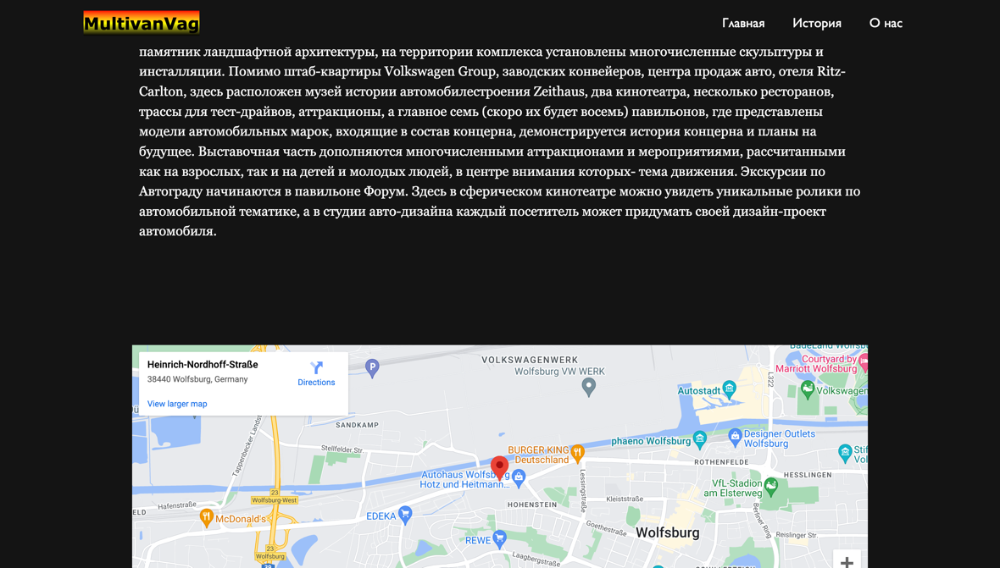 MultivanVag
Главная
История
О нас
памятник ландшафтной архитектуры, на территории комплекса установлены многочисленные скульптуры и
инсталляции. Помимо штаб-квартиры Volkswagen Group, заводских конвейеров, центра продаж авто, отеля Ritz-
Carlton, здесь расположен музей истории автомобилестроения Zeithaus, два кинотеатра, несколько ресторанов,
трассы для тест-драйвов, аттракционы, а главное семь (скоро их будет восемь) павильонов, где представлены
модели автомобильных марок, входящие в состав концерна, демонстрируется история концерна и планы на
будущее. Выставочная часть дополняются многочисленными аттракционами и мероприятиями, рассчитанными
как на взрослых, так и на детей и молодых людей, в центре внимания которых- тема движения. Экскурсии по
Автограду начинаются в павильоне Форум. Здесь в сферическом кинотеатре можно увидеть уникальные ролики по
автомобильной тематике, а в студии авто-дизайна каждый посетитель может придумать своей дизайн-проект
автомобиля.
Heinrich-Nordhoff-Straße
38440 Wolfsburg, Germany
Directions
View larger map
P
VOLKSWAGENWERK
Wolfsburg VW WERK
BadeLand Wolfsb
Courtyard by
Marriott Wolfsburg
L322
Autostadt
Volkswagen
SANDKAMP
Tappenbecker Landst
Stellfelder Str.
BURGER KING
Deutschland
phaeno Wolfsburg
Designer Outlets
Wolfsburg
ROTHENFELDE
HESSLINGEN
Autohaus Wolfsburg
Hotz und Heitmann...
VfL-Stadion
am Elsterweg
23
Wolfsburg-West
Hafenstraße
McDonald's
EDEKA
HOHENSTEIN
Lessingstraße
Kleiststraße
Goethestraße
Wolfsburg
Berliner Ring
Reislinger Str.
REWE
Laagbergstraße
23
Wolfsburg
+